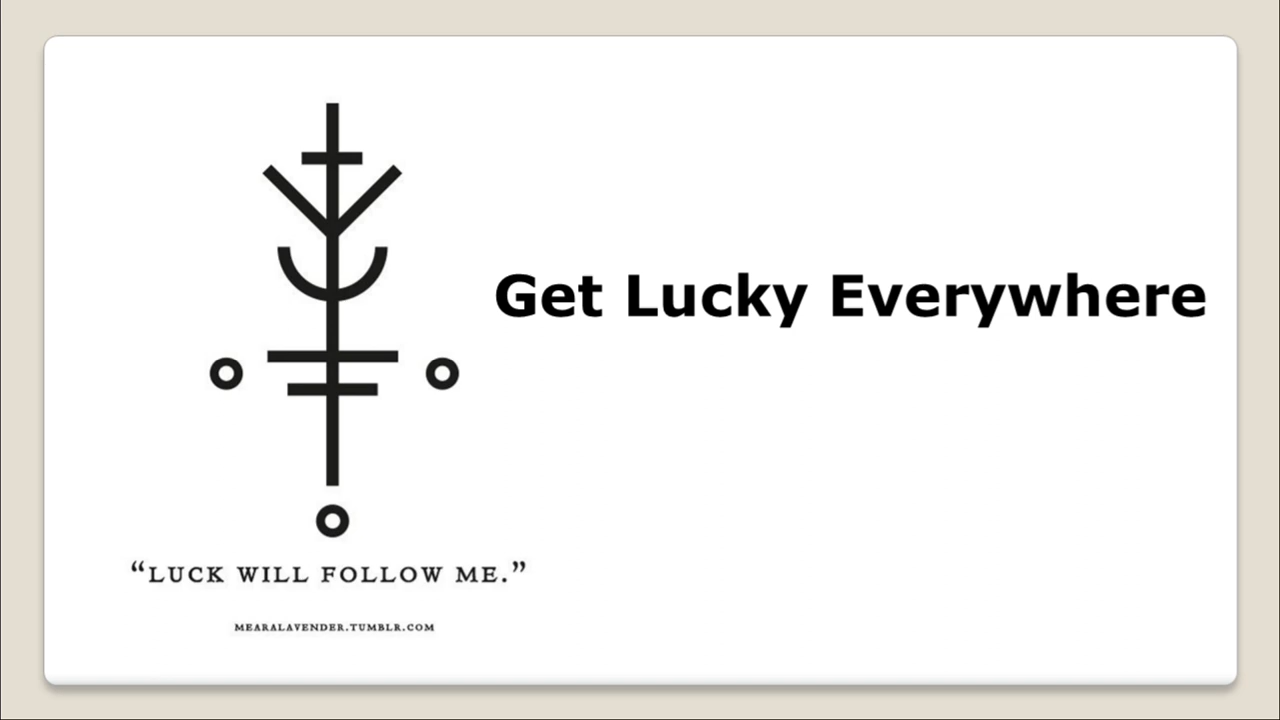 Get Lucky Everywhere
“LUCK WILL FOLLOW ME.”
MEARALAVENDER.TUMBLR.COM